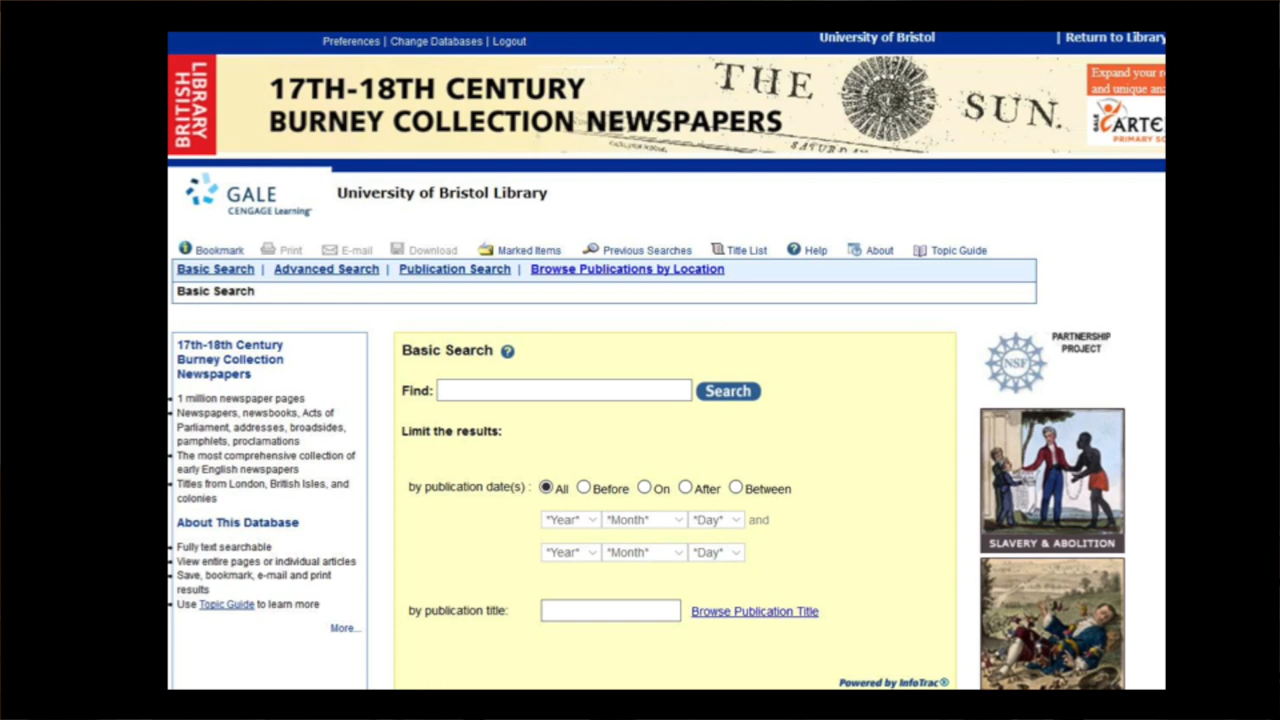 Preferences | Change Databases | Logout
University of Bristol
| Return to Library
BRITISH
LIBRARY
17TH-18TH CENTURY
BURNEY COLLECTION NEWSPAPERS
THE SUN.
Expand your
and unique
GALE
ARTE
PRIMARY
GALE
CENGAGE Learning
University of Bristol Library
Bookmark Print E-mail Download Marked Items Previous Searches Title List Help About Topic Guide
Basic Search | Advanced Search | Publication Search | Browse Publications by Location
Basic Search
17th-18th Century
Burney Collection
Newspapers
1 million newspaper pages
Newspapers, newsbooks, Acts of
Parliament, addresses, broadsides,
pamphlets, proclamations
The most comprehensive collection of
early English newspapers
Titles from London, British Isles, and
colonies
About This Database
Fully text searchable
View entire pages or individual articles
Save, bookmark, e-mail and print
results
Use Topic Guide to learn more
More...
Basic Search ?
Find: Search
Limit the results:
by publication date(s) : All Before On After Between
*Year* *Month* *Day* and
*Year* *Month* *Day*
by publication title: Browse Publication Title
Powered by InfoTrac®
NSF
PARTNERSHIP
PROJECT
SLAVERY & ABOLITION